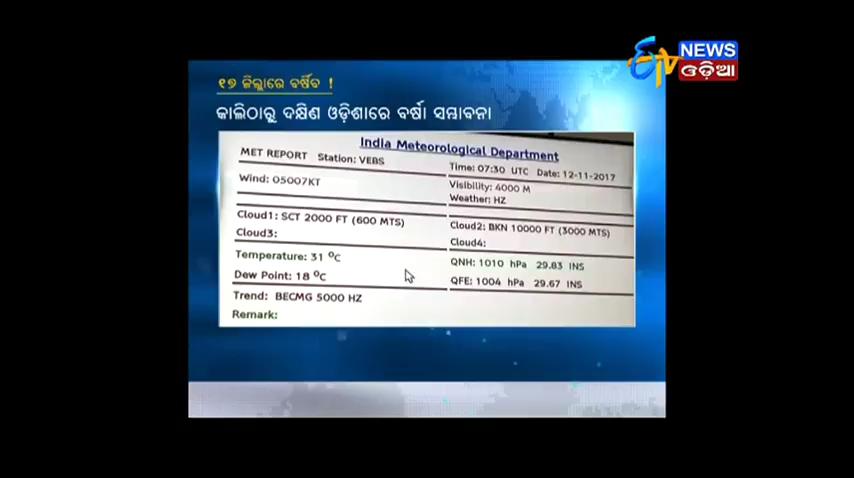 ETV NEWS
ଓଡ଼ିଆ
୧୭ ଜିଲ୍ଲାରେ ବର୍ଷିବ !
କାଲିଠାରୁ ଦକ୍ଷିଣ ଓଡ଼ିଶାରେ ବର୍ଷା ସମ୍ଭାବନା
India Meteorological Department
MET REPORT Station: VEBS
Time: 07:30 UTC Date: 12-11-2017
Wind: 05007KT
Visibility: 4000 M
Weather: HZ
Cloud1: SCT 2000 FT (600 MTS)
Cloud2: BKN 10000 FT (3000 MTS)
Cloud3:
Cloud4:
Temperature: 31 ⁰C
QNH: 1010 hPa 29.83 INS
Dew Point: 18 ⁰C
QFE: 1004 hPa 29.67 INS
Trend: BECMG 5000 HZ
Remark: